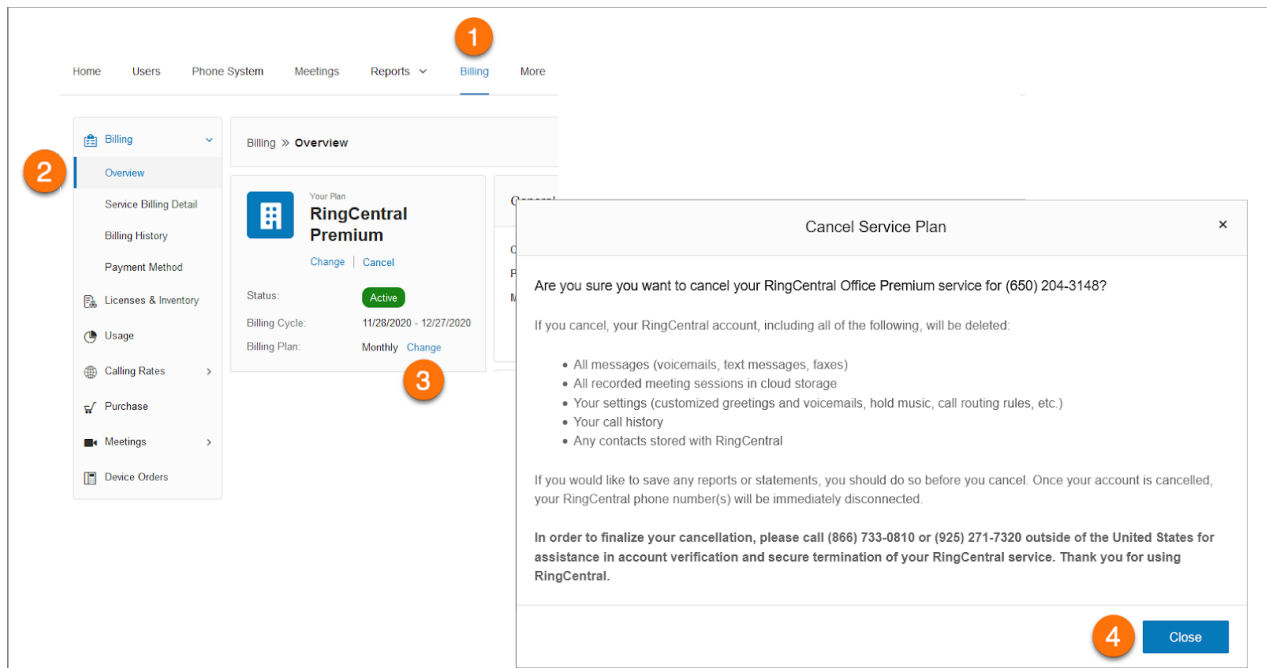 1
Home Users Phone System Meetings Reports Billing More
2
Billing
Overview
Service Billing Detail
Billing History
Payment Method
Licenses & Inventory
Usage
Calling Rates
Purchase
Meetings
Device Orders
Billing » Overview
Your Plan
RingCentral
Premium
Change | Cancel
Status: Active
Billing Cycle: 11/28/2020 - 12/27/2020
Billing Plan: Monthly Change
3
Cancel Service Plan ×
Are you sure you want to cancel your RingCentral Office Premium service for (650) 204-3148?
If you cancel, your RingCentral account, including all of the following, will be deleted:
• All messages (voicemails, text messages, faxes)
• All recorded meeting sessions in cloud storage
• Your settings (customized greetings and voicemails, hold music, call routing rules, etc.)
• Your call history
• Any contacts stored with RingCentral
If you would like to save any reports or statements, you should do so before you cancel. Once your account is cancelled,
your RingCentral phone number(s) will be immediately disconnected.
In order to finalize your cancellation, please call (866) 733-0810 or (925) 271-7320 outside of the United States for
assistance in account verification and secure termination of your RingCentral service. Thank you for using
RingCentral.
4
Close